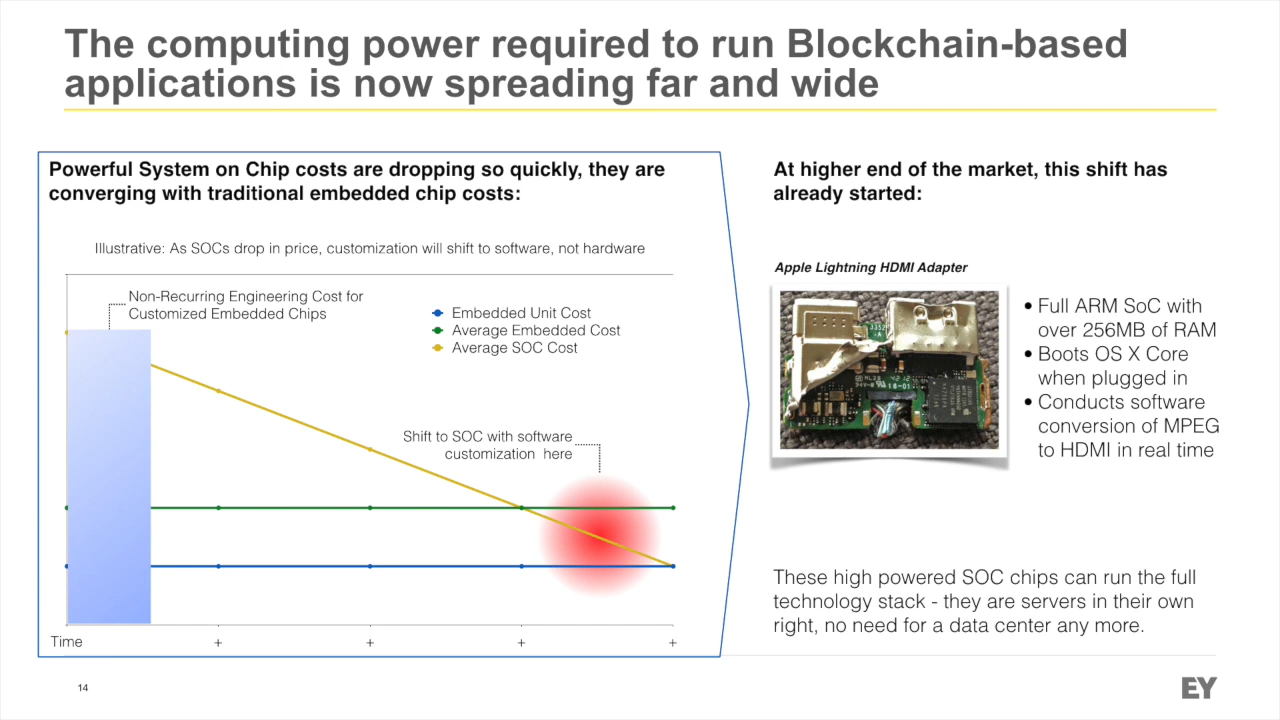 The computing power required to run Blockchain-based
applications is now spreading far and wide
Powerful System on Chip costs are dropping so quickly, they are
converging with traditional embedded chip costs:
Illustrative: As SOCs drop in price, customization will shift to software, not hardware
Non-Recurring Engineering Cost for
Customized Embedded Chips
Embedded Unit Cost
Average Embedded Cost
Average SOC Cost
Shift to SOC with software
customization here
Time + + + +
At higher end of the market, this shift has
already started:
Apple Lightning HDMI Adapter
• Full ARM SoC with
over 256MB of RAM
• Boots OS X Core
when plugged in
• Conducts software
conversion of MPEG
to HDMI in real time
These high powered SOC chips can run the full
technology stack - they are servers in their own
right, no need for a data center any more.
14
EY